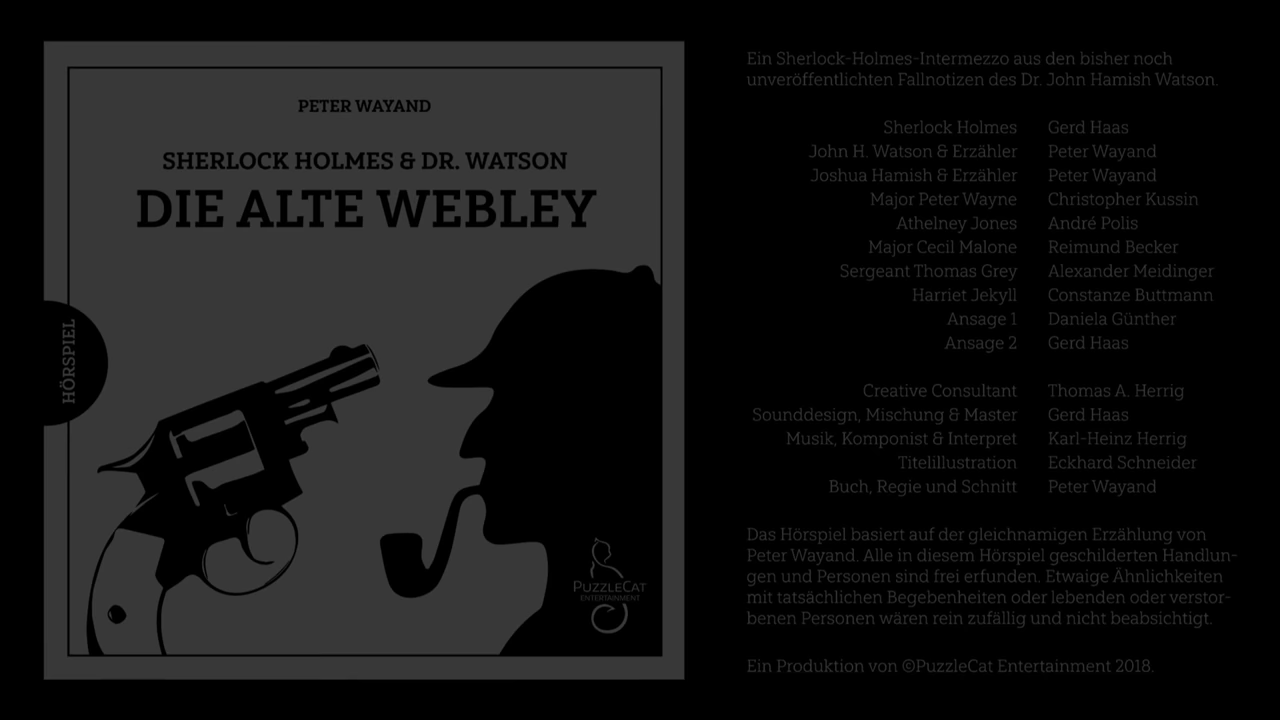 PETER WAYAND
SHERLOCK HOLMES & DR. WATSON
DIE ALTE WEBLEY
HÖRSPIEL
PUZZLECAT
ENTERTAINMENT
Ein Sherlock-Holmes-Intermezzo aus den bisher noch
unveröffentlichten Fallnotizen des Dr. John Hamish Watson.
Sherlock Holmes Gerd Haas
John H. Watson & Erzähler Peter Wayand
Joshua Hamish & Erzähler Peter Wayand
Major Peter Wayne Christopher Kussin
Athelney Jones André Polis
Major Cecil Malone Reimund Becker
Sergeant Thomas Grey Alexander Meidinger
Harriet Jekyll Constanze Buttmann
Ansage 1 Daniela Günther
Ansage 2 Gerd Haas
Creative Consultant Thomas A. Herrig
Sounddesign, Mischung & Master Gerd Haas
Musik, Komponist & Interpret Karl-Heinz Herrig
Titelillustration Eckhard Schneider
Buch, Regie und Schnitt Peter Wayand
Das Hörspiel basiert auf der gleichnamigen Erzählung von
Peter Wayand. Alle in diesem Hörspiel geschilderten Handlun-
gen und Personen sind frei erfunden. Etwaige Ähnlichkeiten
mit tatsächlichen Begebenheiten oder lebenden oder verstor-
benen Personen wären rein zufällig und nicht beabsichtigt.
Ein Produktion von ©PuzzleCat Entertainment 2018.